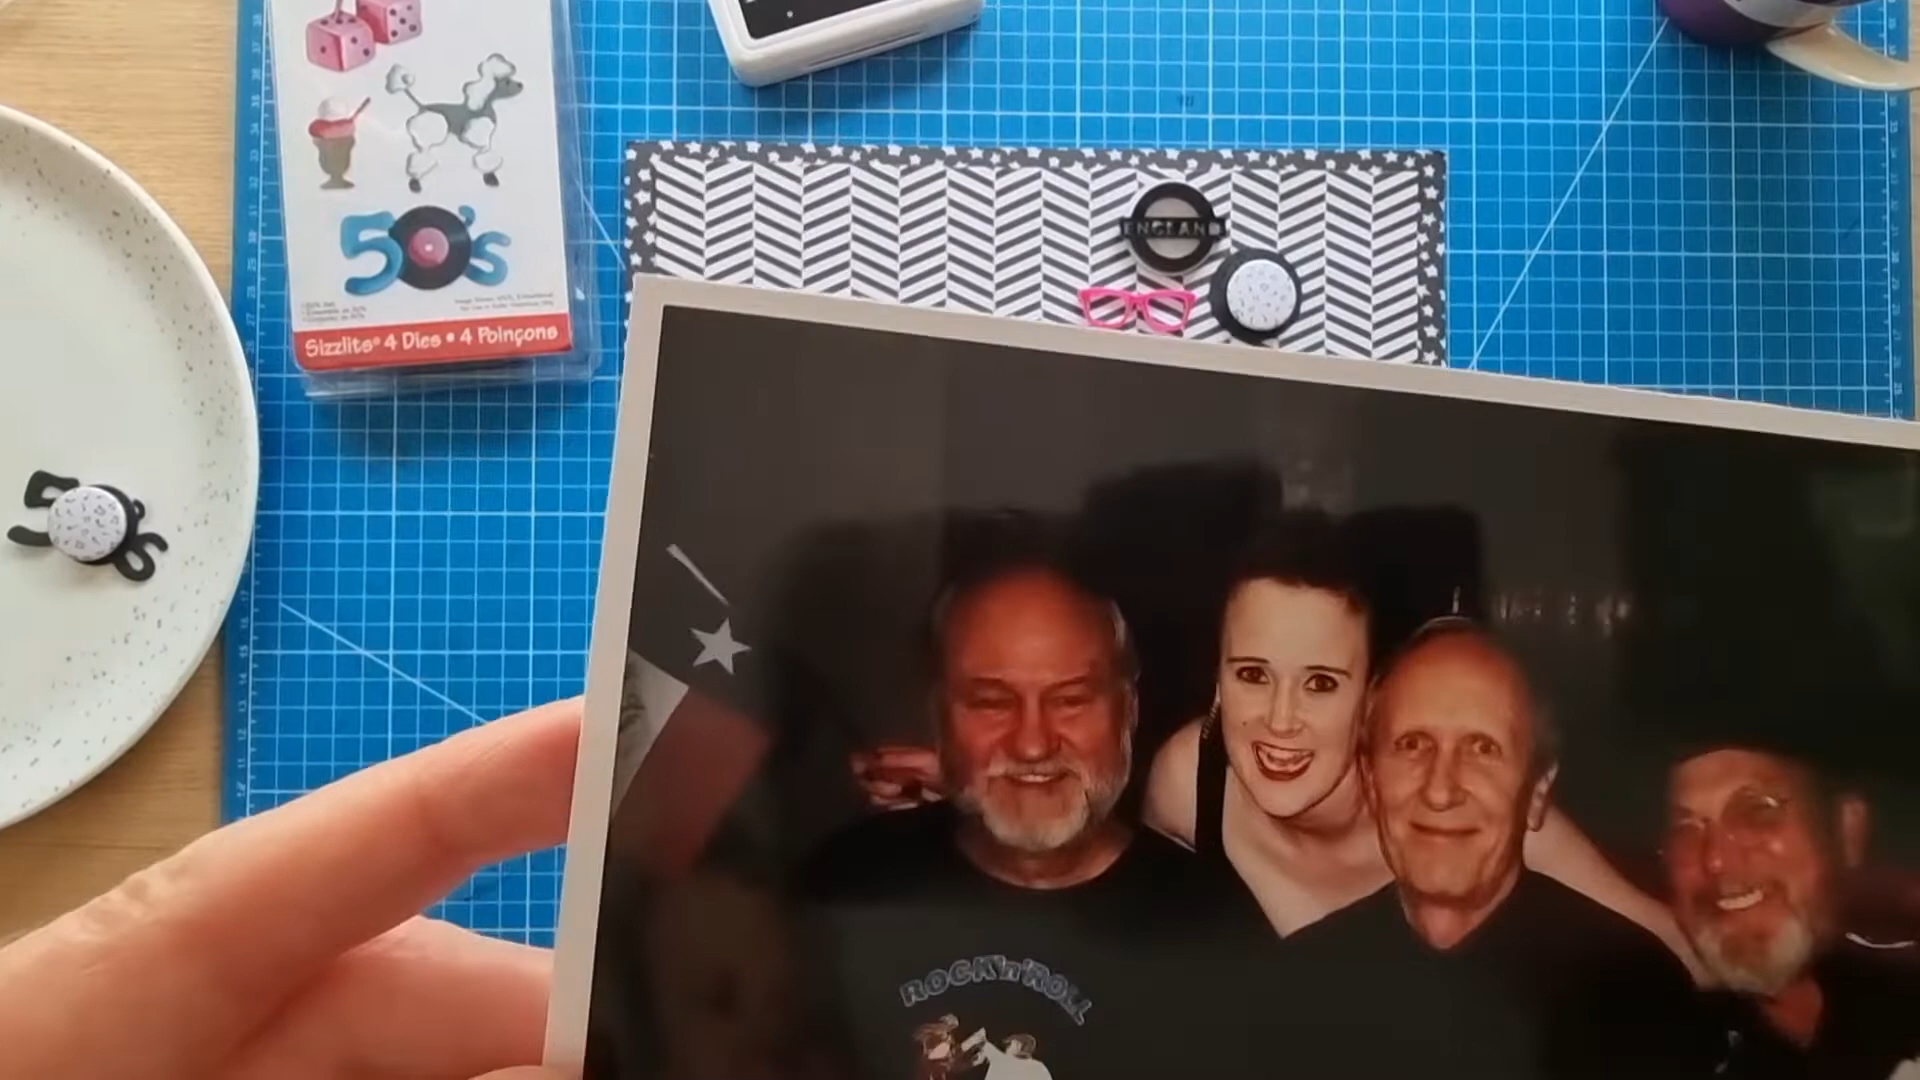 50's
Sizzlits® 4 Dies • 4 Poinçons
ENGLAND
50's
ROCK'n'ROLL